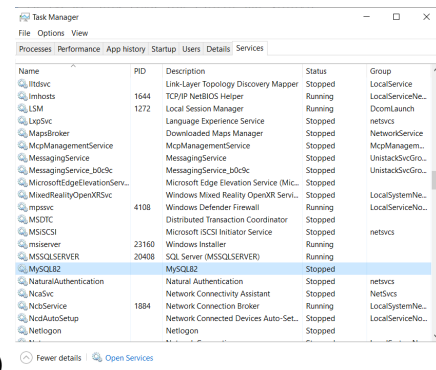 Task Manager
File Options View
Processes Performance App history Startup Users Details Services
Name PID Description Status Group
lltdsvc Link-Layer Topology Discovery Mapper Stopped LocalService
lmhosts 1644 TCP/IP NetBIOS Helper Running LocalServiceNe...
LSM 1272 Local Session Manager Running DcomLaunch
LxpSvc Language Experience Service Stopped netsvcs
MapsBroker Downloaded Maps Manager Stopped NetworkService
McpManagementService McpManagementService Stopped McpManagem...
MessagingService MessagingService Stopped UnistackSvcGro...
MessagingService_b0c9c MessagingService_b0c9c Stopped UnistackSvcGro...
MicrosoftEdgeElevationServ... Microsoft Edge Elevation Service (Mic... Stopped
MixedRealityOpenXRSvc Windows Mixed Reality OpenXR Servi... Stopped LocalSystemNe...
mpssvc 4108 Windows Defender Firewall Running LocalServiceNo...
MSDTC Distributed Transaction Coordinator Stopped
MSiSCSI Microsoft iSCSI Initiator Service Stopped netsvcs
msiserver 23160 Windows Installer Running
MSSQLSERVER 20408 SQL Server (MSSQLSERVER) Running
MySQL82 MySQL82 Stopped
NaturalAuthentication Natural Authentication Stopped netsvcs
NcaSvc Network Connectivity Assistant Stopped NetSvcs
NcbService 1884 Network Connection Broker Running LocalSystemNe...
NcdAutoSetup Network Connected Devices Auto-Set... Stopped LocalServiceNo...
Netlogon Netlogon Stopped
Fewer details Open Services